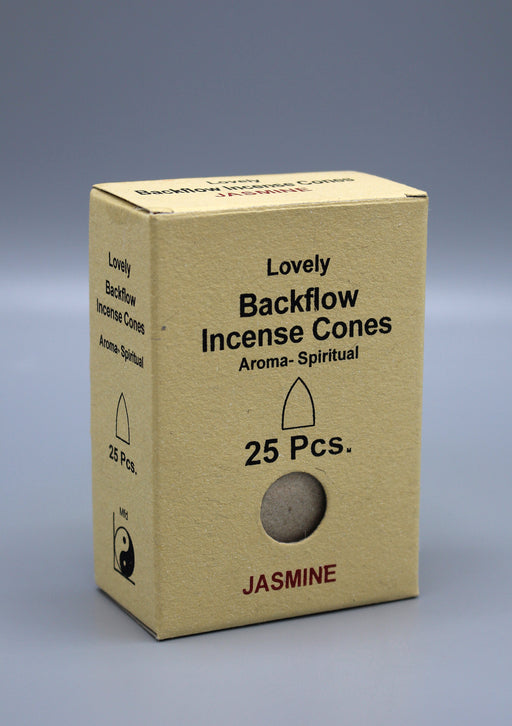 Lovely
Backflow Incense Cones
JASMINE
Lovely
Backflow
Incense Cones
Aroma- Spiritual
25 Pcs.
Mfd
Lovely
Backflow
Incense Cones
Aroma- Spiritual
25 Pcs.
JASMINE